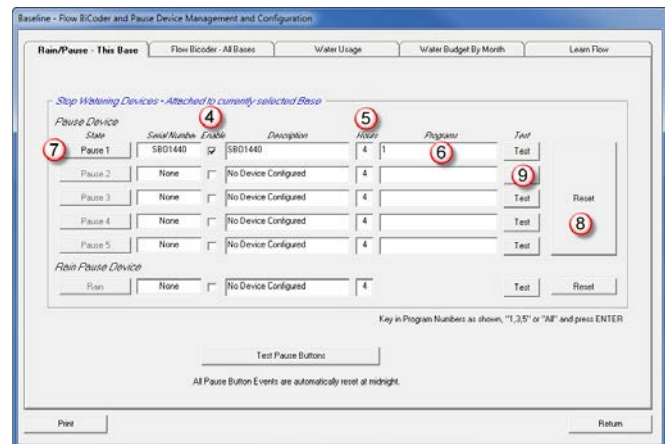 Baseline - Flow BiCoder and Pause Device Management and Configuration
Rain/Pause - This Base Flow Bicoder - All Bases Water Usage Water Budget By Month Learn Flow
Stop Watering Devices - Attached to currently selected Base
4 5
Pause Device
State Serial Number Enable Description Hours Programs Test
7 Pause 1 SB01440 SB01440 4 1 6 Test
Pause 2 None No Device Configured 4 9 Test
Pause 3 None No Device Configured 4 Test Reset
Pause 4 None No Device Configured 4 Test 8
Pause 5 None No Device Configured 4 Test
Rain Pause Device
Rain None No Device Configured 4 Test Reset
Key in Program Numbers as shown, "1,3,5" or "All" and press ENTER
Test Pause Buttons
All Pause Button Events are automatically reset at midnight.
Print Return